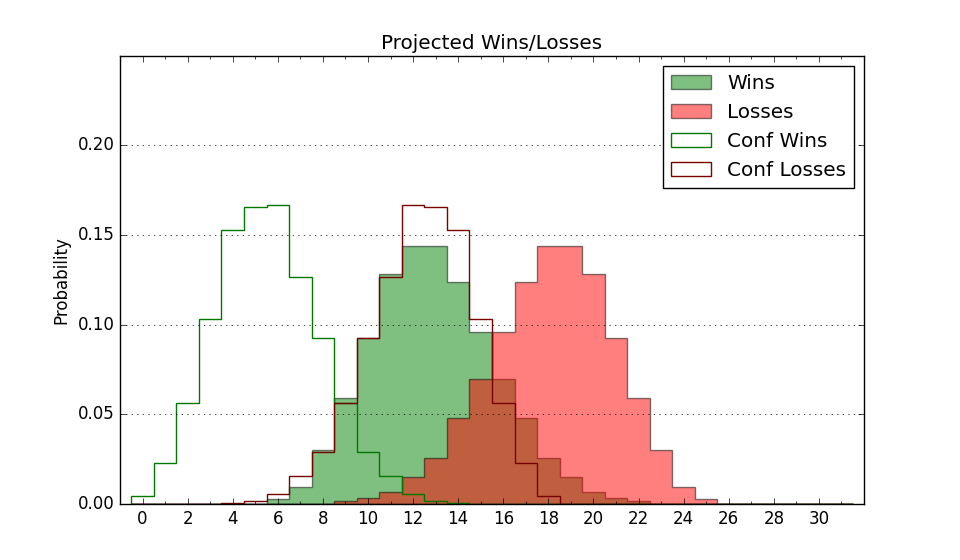 Projected Wins/Losses
Wins
Losses
Conf Wins
Conf Losses
Probability
0.20
0.15
0.10
0.05
0.00
0 2 4 6 8 10 12 14 16 18 20 22 24 26 28 30